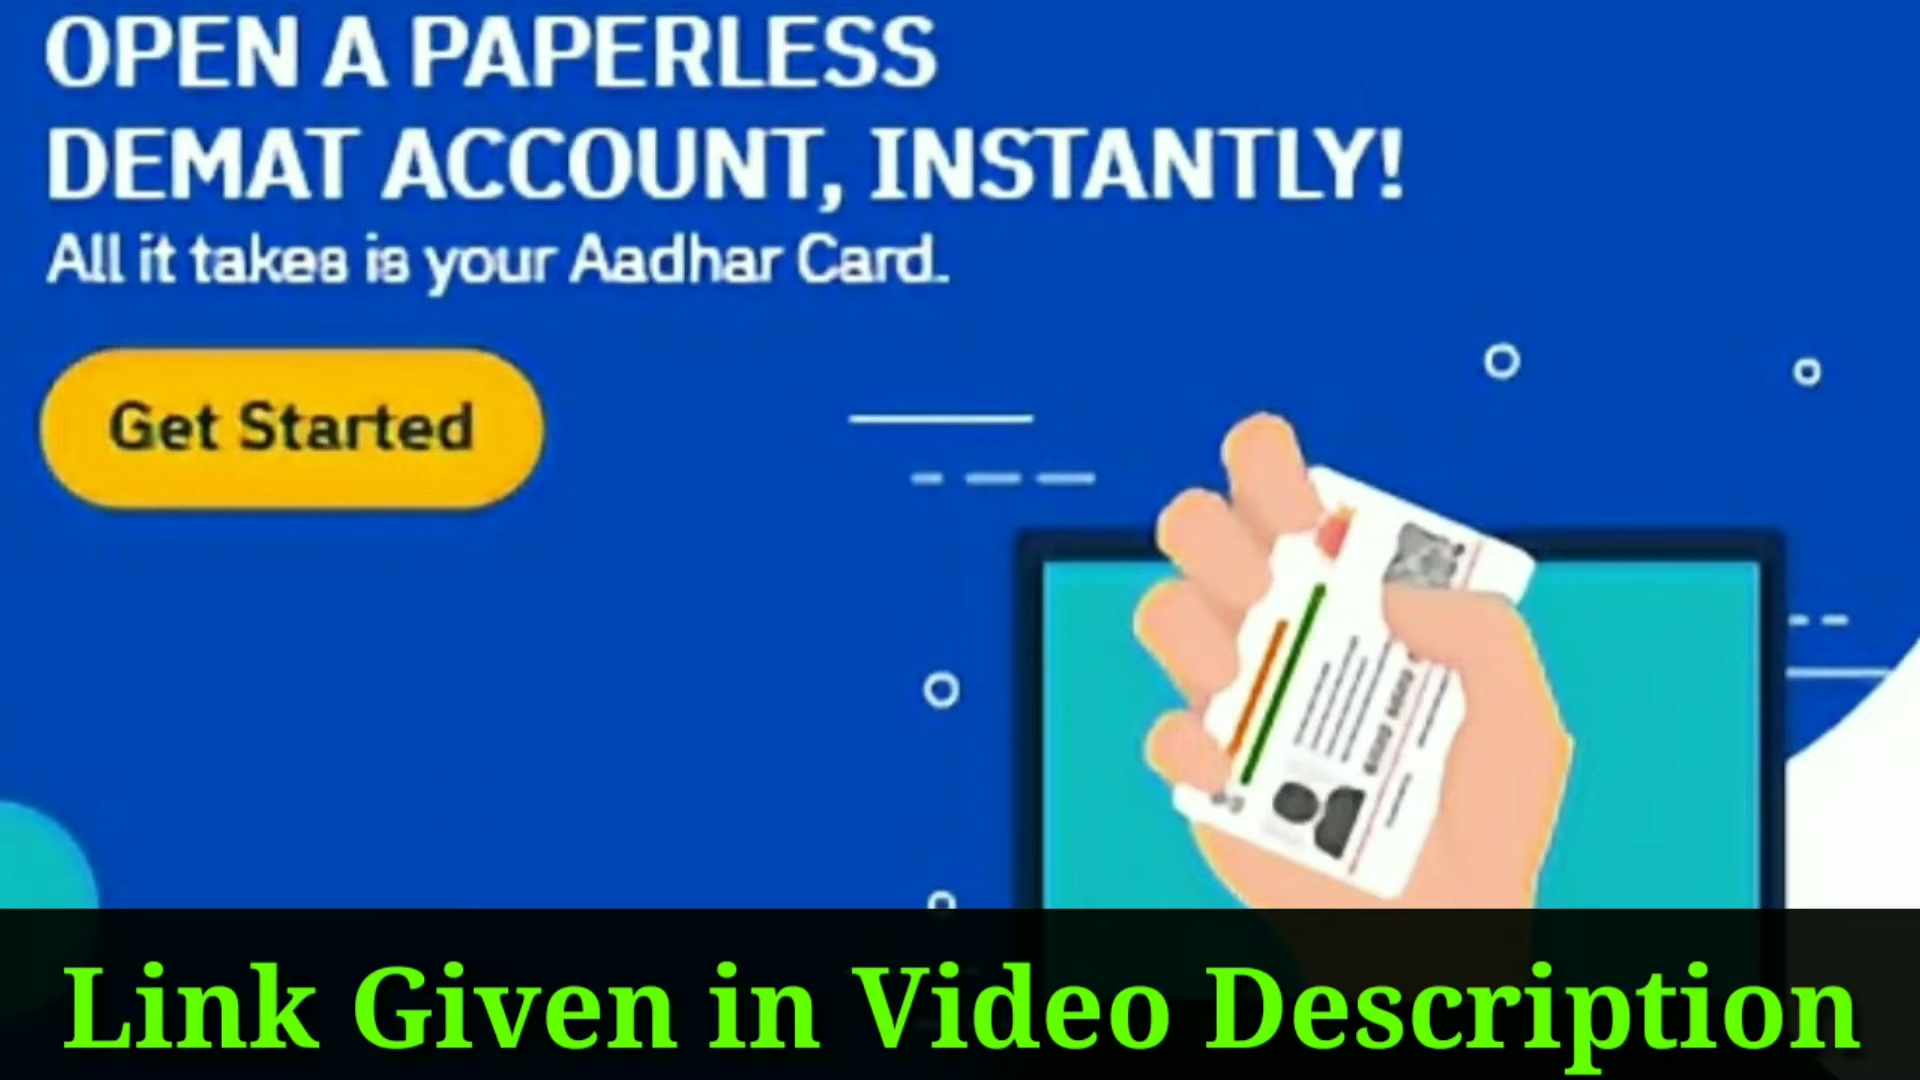 OPEN A PAPERLESS
DEMAT ACCOUNT, INSTANTLY!
All it takes is your Aadhar Card.
Get Started
Link Given in Video Description